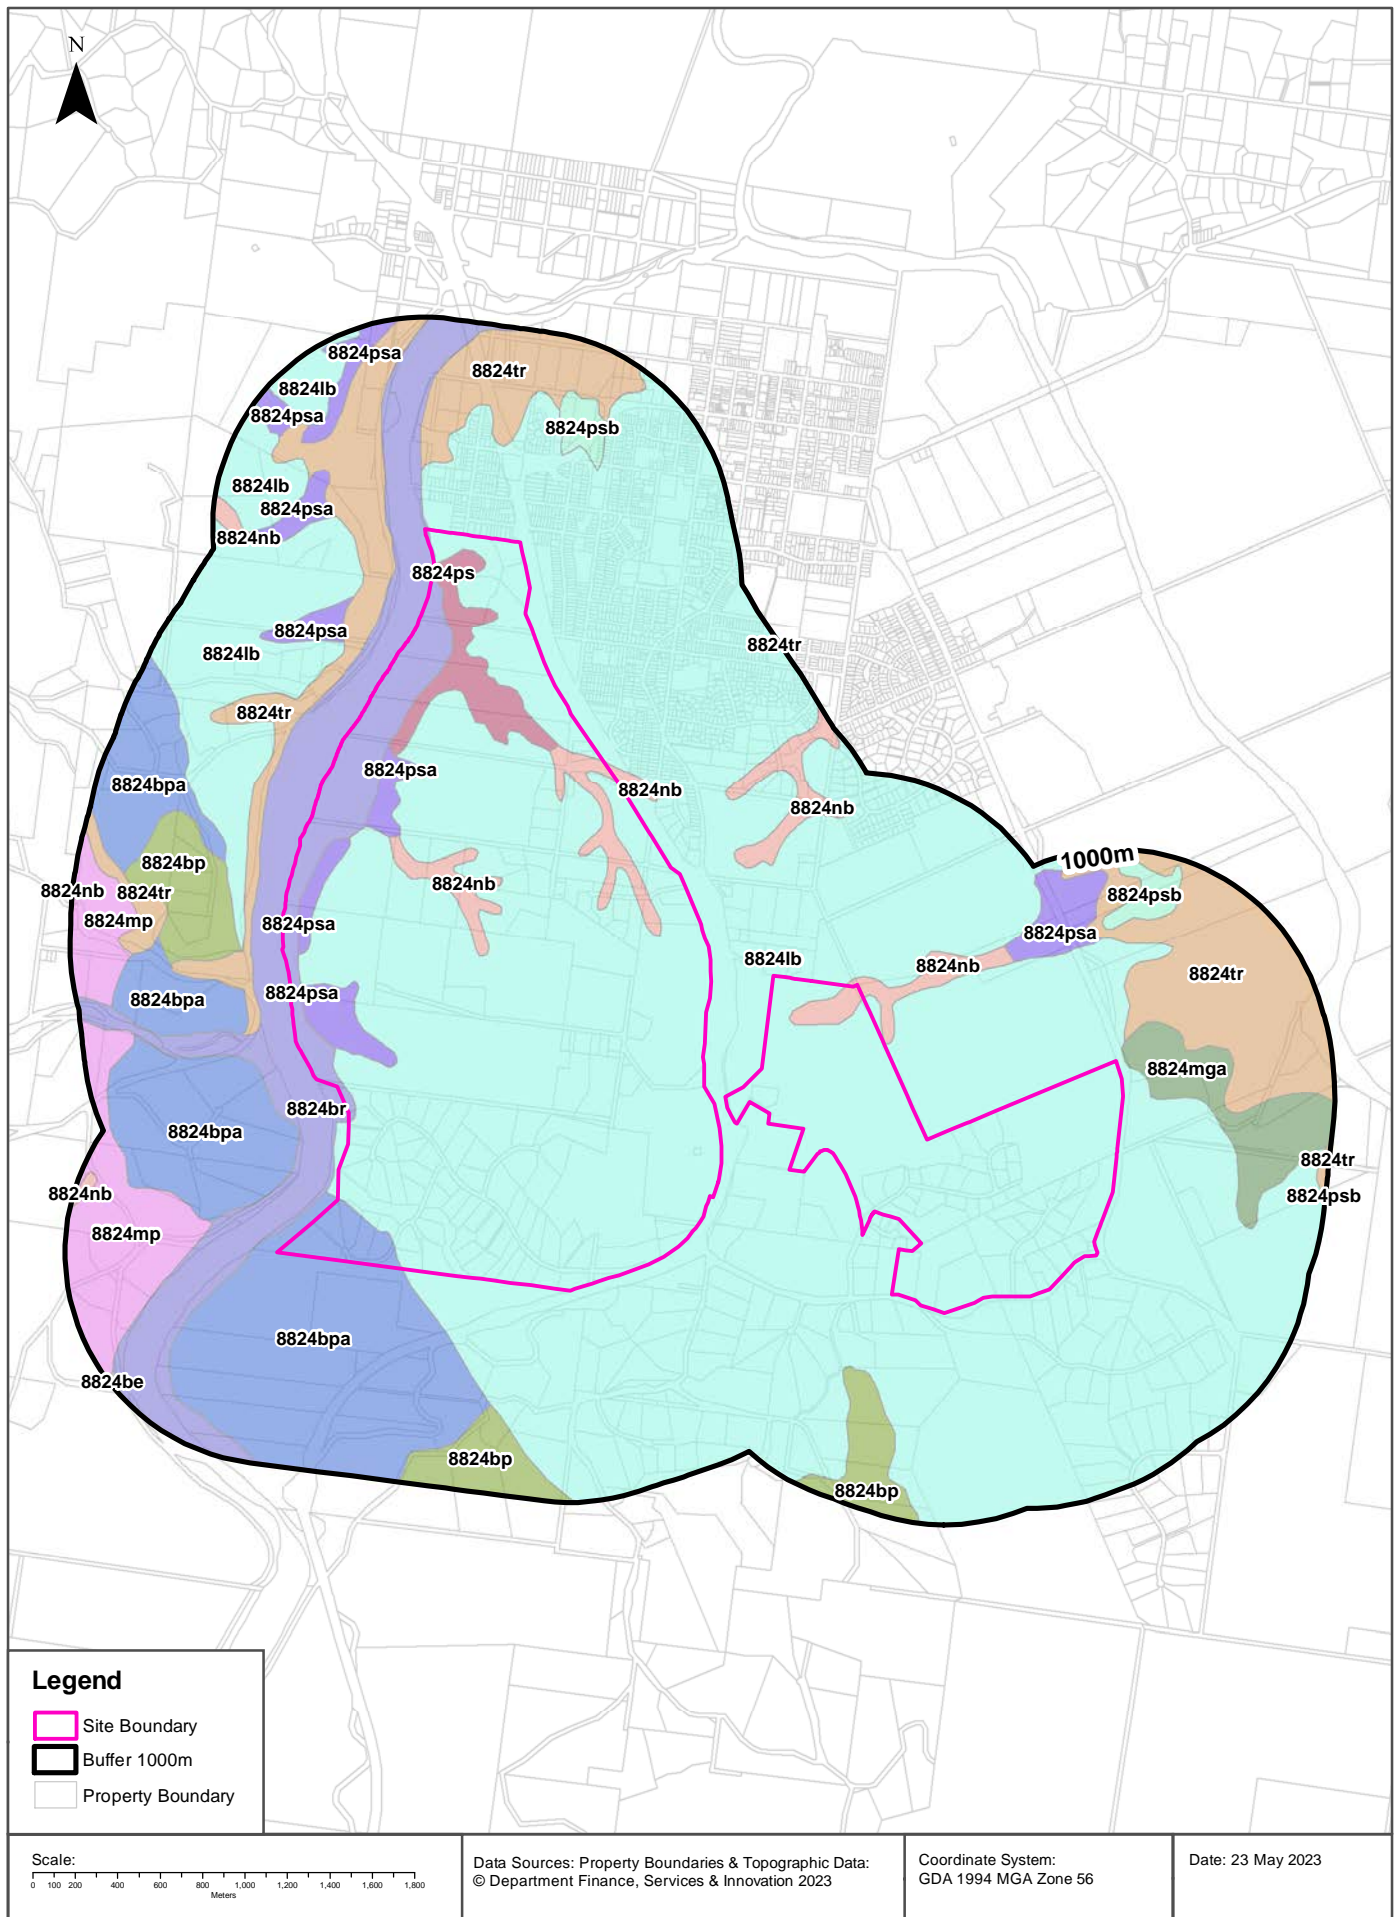 N
8824psa
8824tr
8824lb
8824psa
8824psb
8824lb
8824psa
8824nb
8824ps
8824psa
8824tr
8824lb
8824tr
8824psa
8824bpa
8824nb
8824nb
1000m
8824bp
8824nb
8824nb
8824tr
8824psb
8824mp
8824psa
8824psa
8824lb
8824nb
8824tr
8824psa
8824bpa
8824mga
8824br
8824bpa
8824tr
8824nb
8824psb
8824mp
8824bpa
8824be
8824bp
8824bp
Legend
Site Boundary
Buffer 1000m
Property Boundary
Scale:
0 100 200 400 600 800 1,000 1,200 1,400 1,600 1,800
Meters
Data Sources: Property Boundaries & Topographic Data:
© Department Finance, Services & Innovation 2023
Coordinate System:
GDA 1994 MGA Zone 56
Date: 23 May 2023